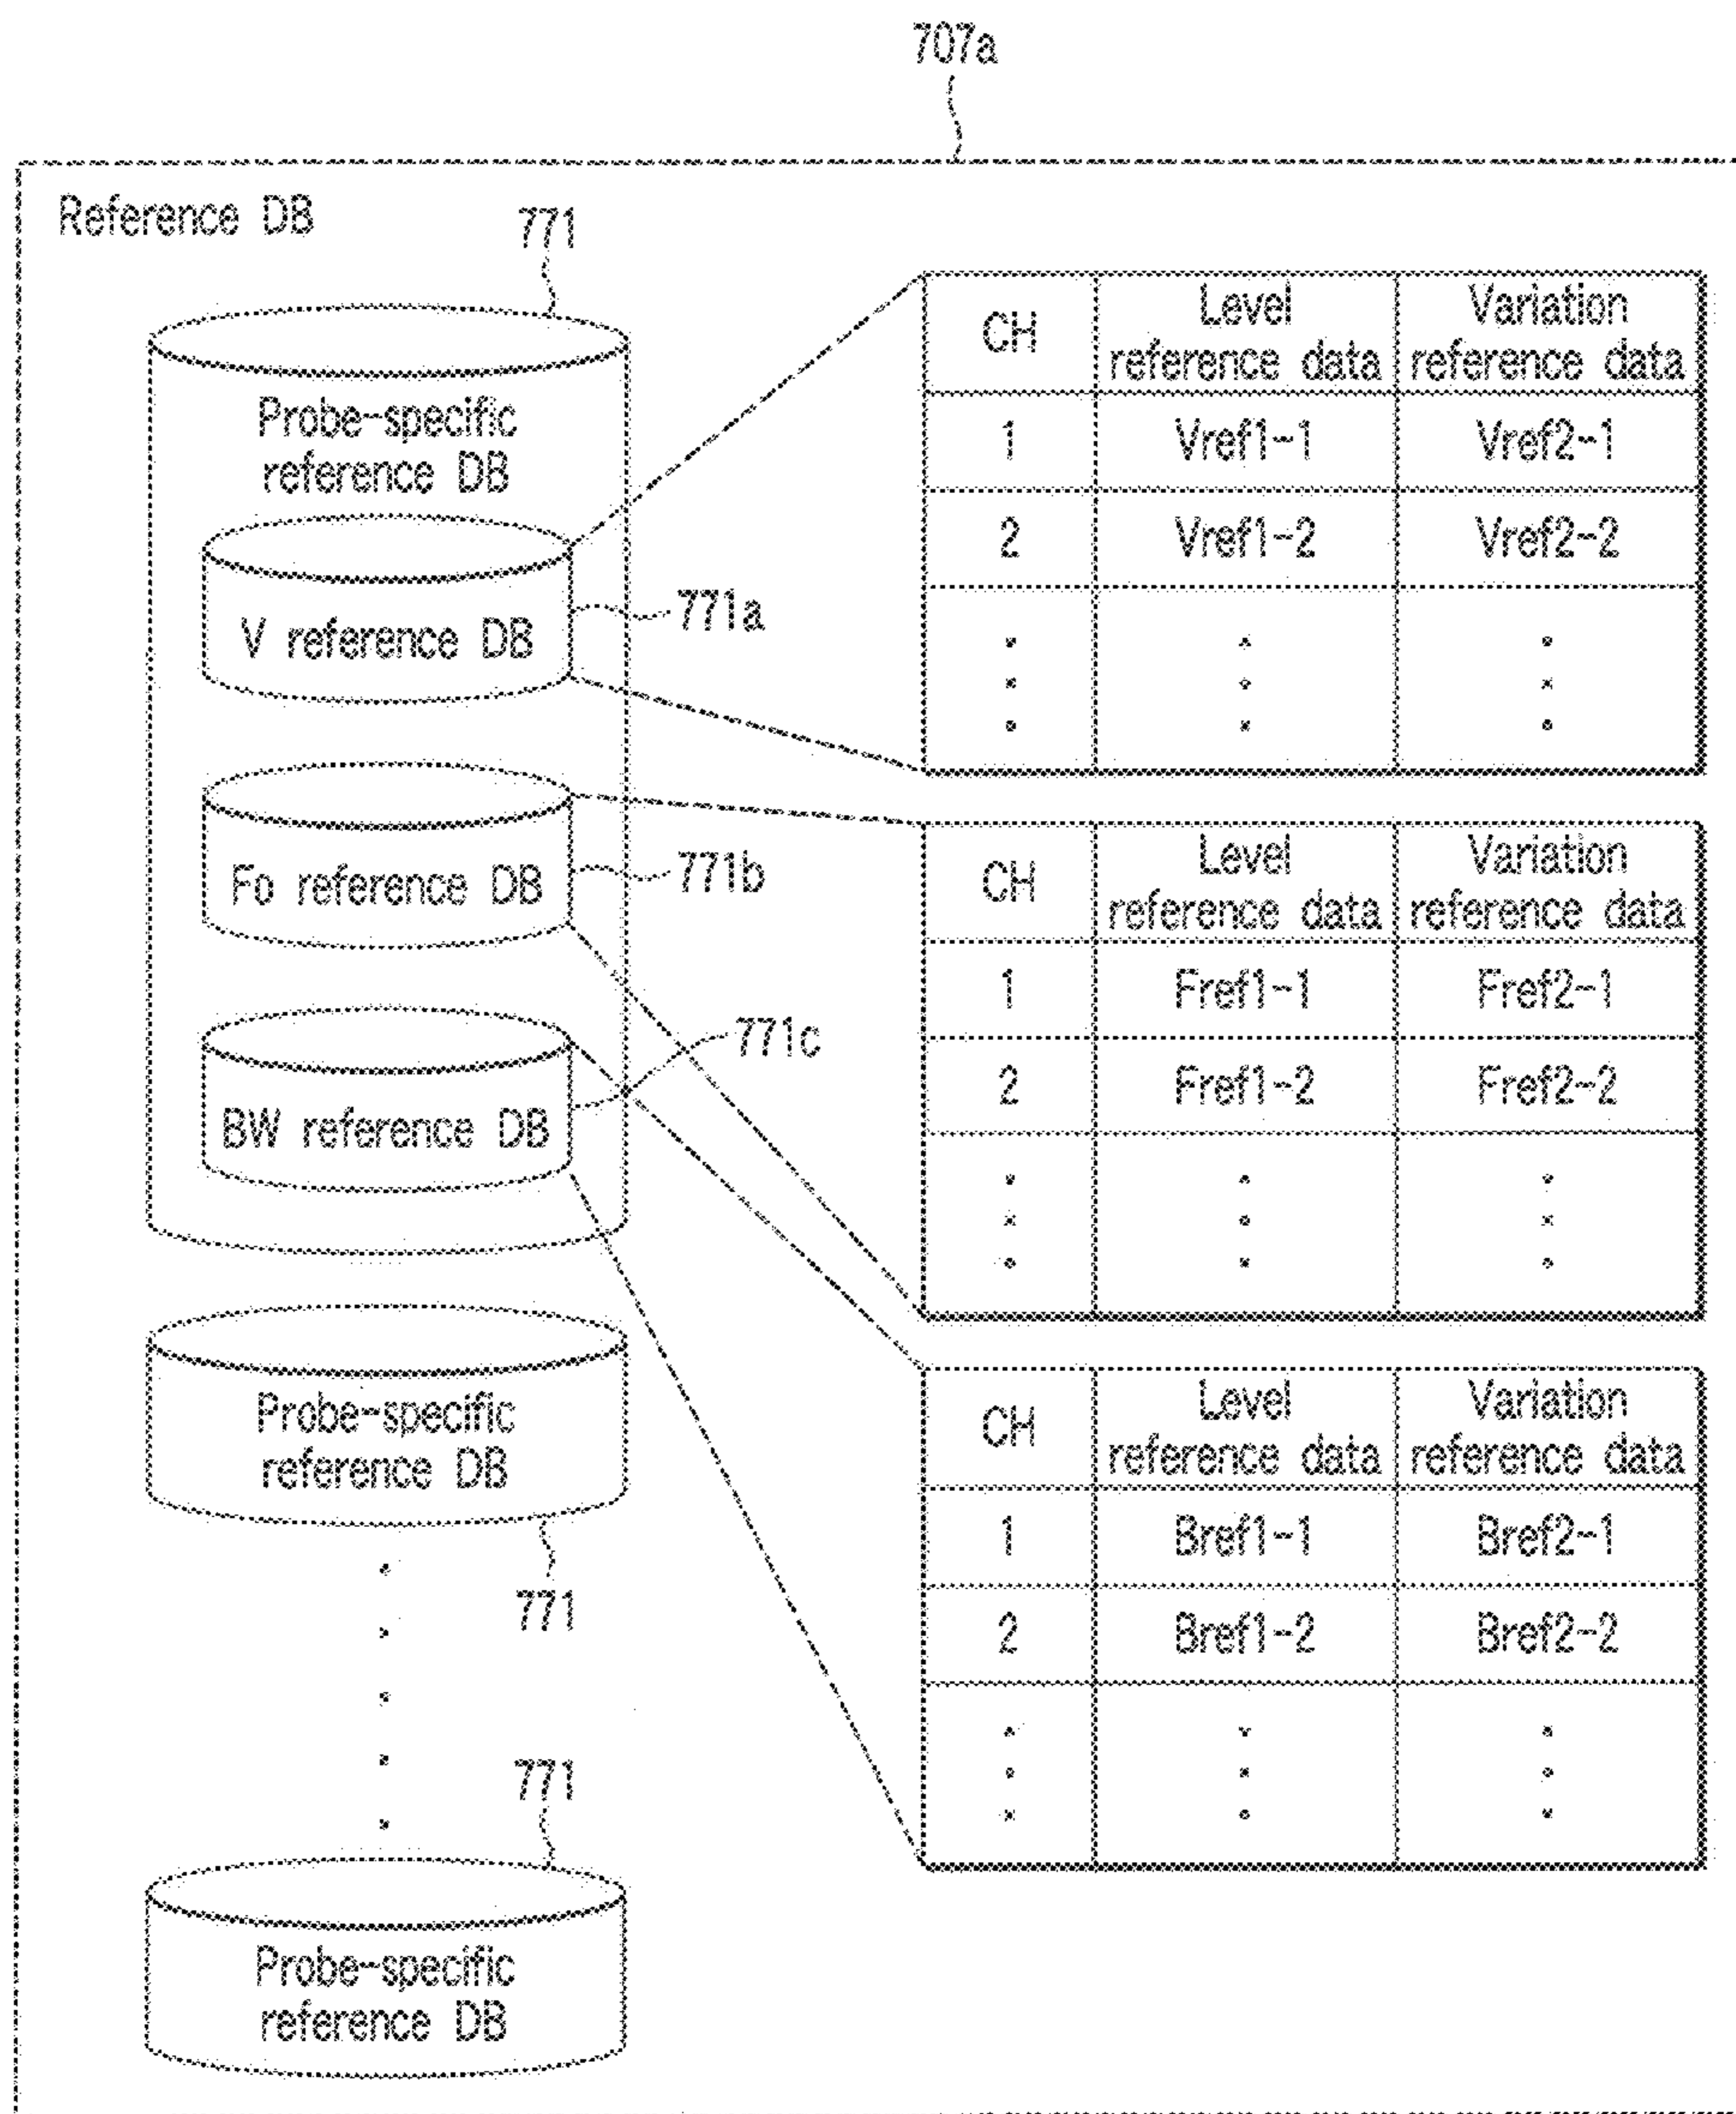 707a
Reference DB
771
Probe-specific
reference DB
V reference DB
771a
Fo reference DB
771b
BW reference DB
771c
CH Level reference data Variation reference data
1 Vref1-1 Vref2-1
2 Vref1-2 Vref2-2
CH Level reference data Variation reference data
1 Fref1-1 Fref2-1
2 Fref1-2 Fref2-2
CH Level reference data Variation reference data
1 Bref1-1 Bref2-1
2 Bref1-2 Bref2-2
Probe-specific
reference DB
771
771
Probe-specific
reference DB